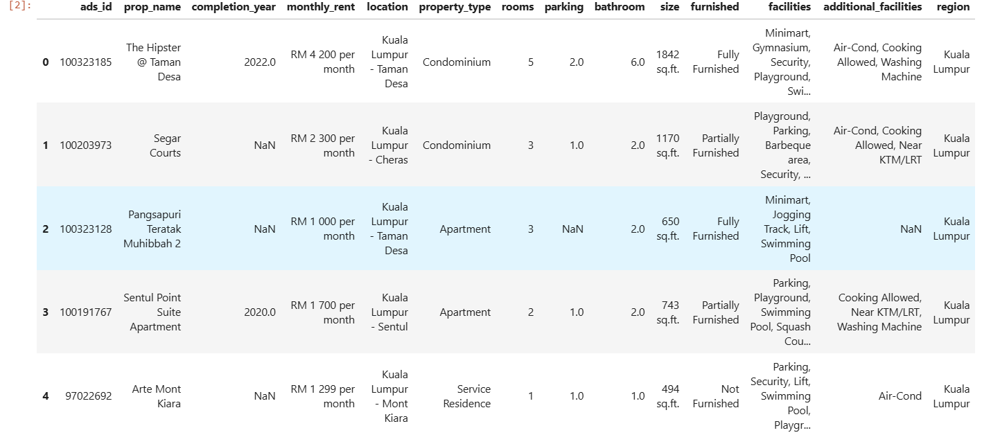 [2]:
ads_id prop_name completion_year monthly_rent location property_type rooms parking bathroom size furnished facilities additional_facilities region
0 100323185 The Hipster @ Taman Desa 2022.0 RM 4 200 per month Kuala Lumpur - Taman Desa Condominium 5 2.0 6.0 1842 sq.ft. Fully Furnished Minimart, Gymnasium, Security, Playground, Swi... Air-Cond, Cooking Allowed, Washing Machine Kuala Lumpur
1 100203973 Segar Courts NaN RM 2 300 per month Kuala Lumpur - Cheras Condominium 3 1.0 2.0 1170 sq.ft. Partially Furnished Playground, Parking, Barbeque area, Security, ... Air-Cond, Cooking Allowed, Near KTM/LRT Kuala Lumpur
2 100323128 Pangsapuri Teratak Muhibbah 2 NaN RM 1 000 per month Kuala Lumpur - Taman Desa Apartment 3 NaN 2.0 650 sq.ft. Fully Furnished Minimart, Jogging Track, Lift, Swimming Pool NaN Kuala Lumpur
3 100191767 Sentul Point Suite Apartment 2020.0 RM 1 700 per month Kuala Lumpur - Sentul Apartment 2 1.0 2.0 743 sq.ft. Partially Furnished Parking, Playground, Swimming Pool, Squash Cou... Cooking Allowed, Near KTM/LRT, Washing Machine Kuala Lumpur
4 97022692 Arte Mont Kiara NaN RM 1 299 per month Kuala Lumpur - Mont Kiara Service Residence 1 1.0 1.0 494 sq.ft. Not Furnished Parking, Security, Lift, Swimming Pool, Playgr... Air-Cond Kuala Lumpur